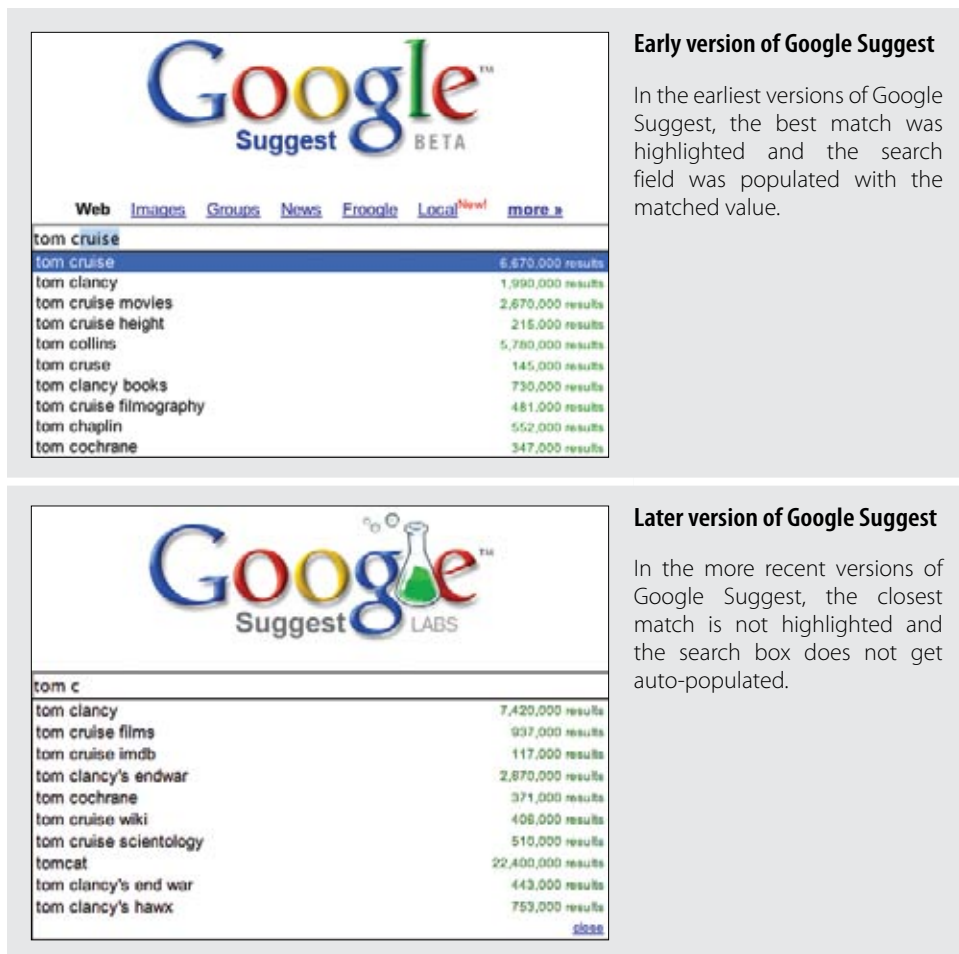 Google™
Suggest BETA
Web Images Groups News Froogle Local New! more »
tom cruise
tom cruise 6,670,000 results
tom clancy 1,990,000 results
tom cruise movies 2,670,000 results
tom cruise height 215,000 results
tom collins 5,780,000 results
tom cruse 145,000 results
tom clancy books 730,000 results
tom cruise filmography 481,000 results
tom chaplin 552,000 results
tom cochrane 347,000 results
Early version of Google Suggest
In the earliest versions of Google
Suggest, the best match was
highlighted and the search
field was populated with the
matched value.
Google™
Suggest LABS
tom c
tom clancy 7,420,000 results
tom cruise films 937,000 results
tom cruise imdb 117,000 results
tom clancy's endwar 2,870,000 results
tom cochrane 371,000 results
tom cruise wiki 408,000 results
tom cruise scientology 510,000 results
tomcat 22,400,000 results
tom clancy's end war 443,000 results
tom clancy's hawx 753,000 results
close
Later version of Google Suggest
In the more recent versions of
Google Suggest, the closest
match is not highlighted and
the search box does not get
auto-populated.